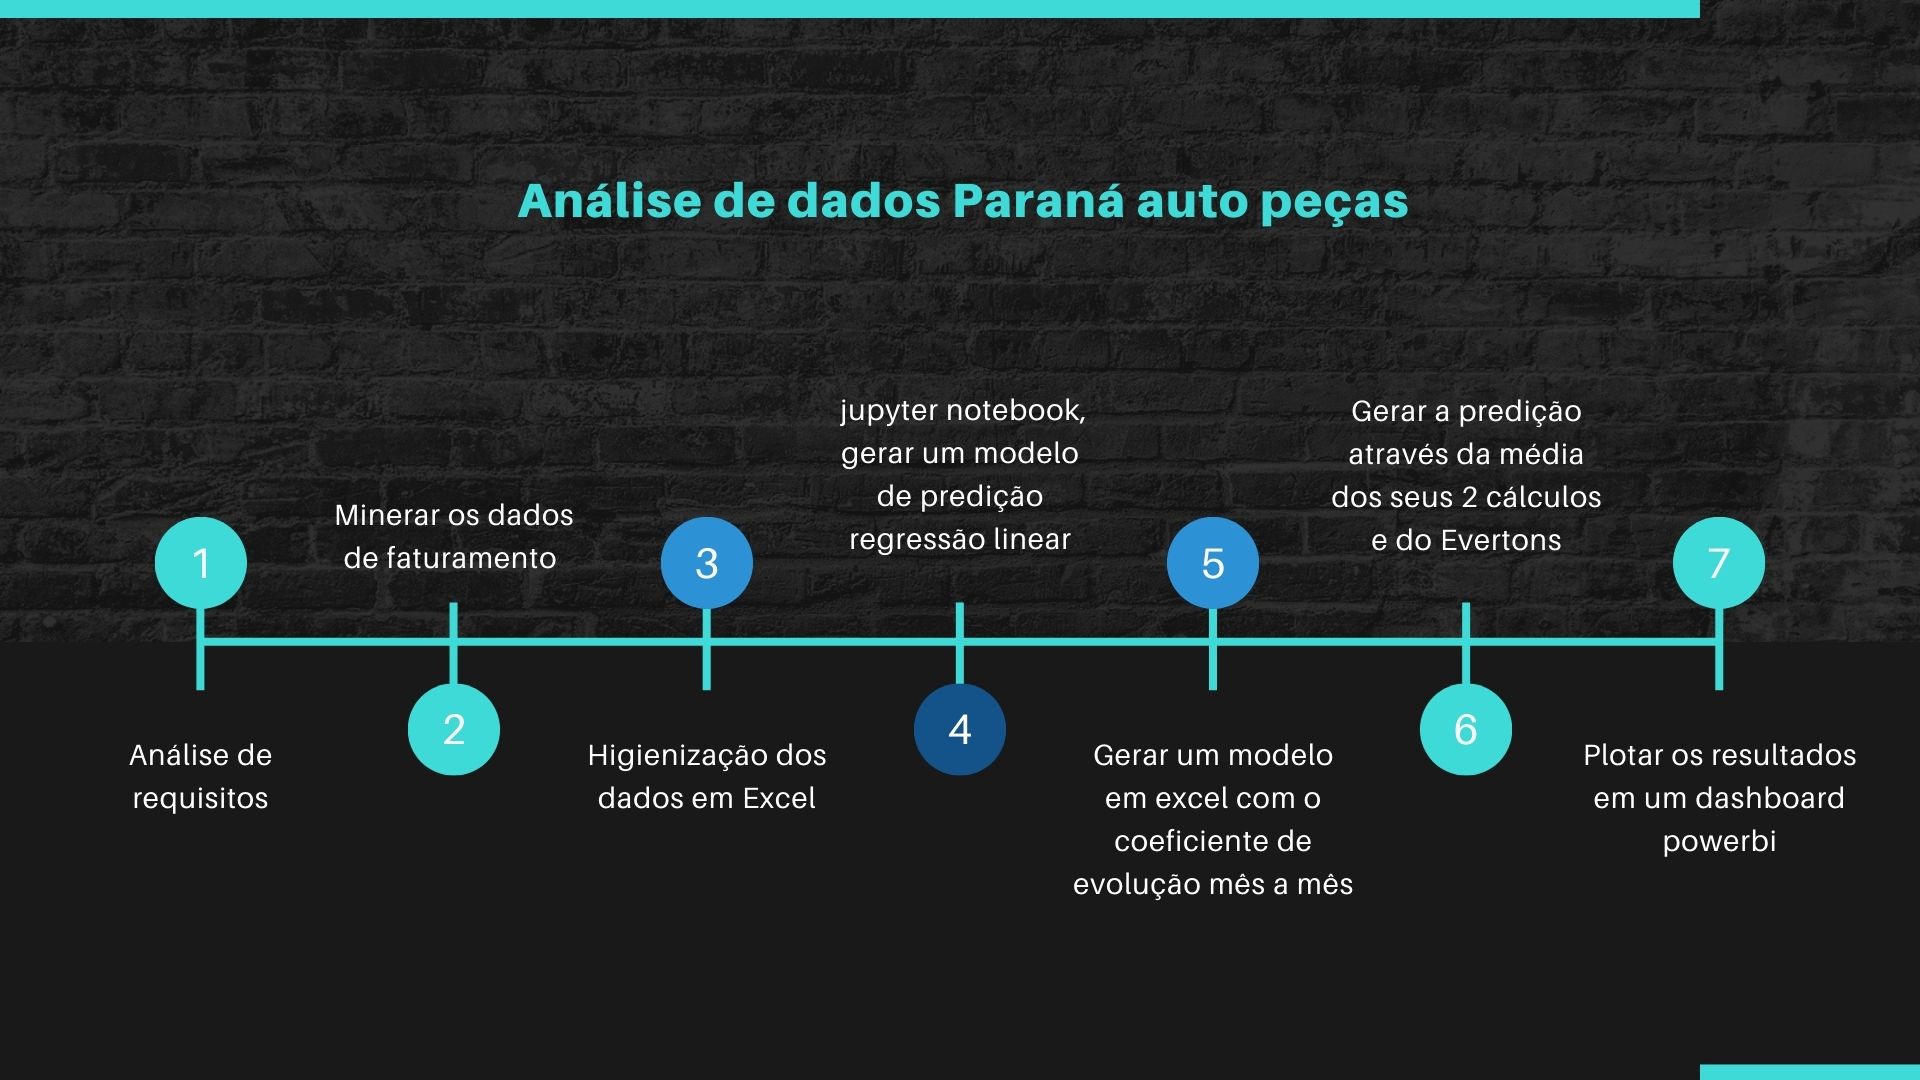 Análise de dados Paraná auto peças
1
Análise de
requisitos
Minerar os dados
de faturamento
2
3
Higienização dos
dados em Excel
jupyter notebook,
gerar um modelo
de predição
regressão linear
4
5
Gerar um modelo
em excel com o
coeficiente de
evolução mês a mês
Gerar a predição
através da média
dos seus 2 cálculos
e do Evertons
6
7
Plotar os resultados
em um dashboard
powerbi